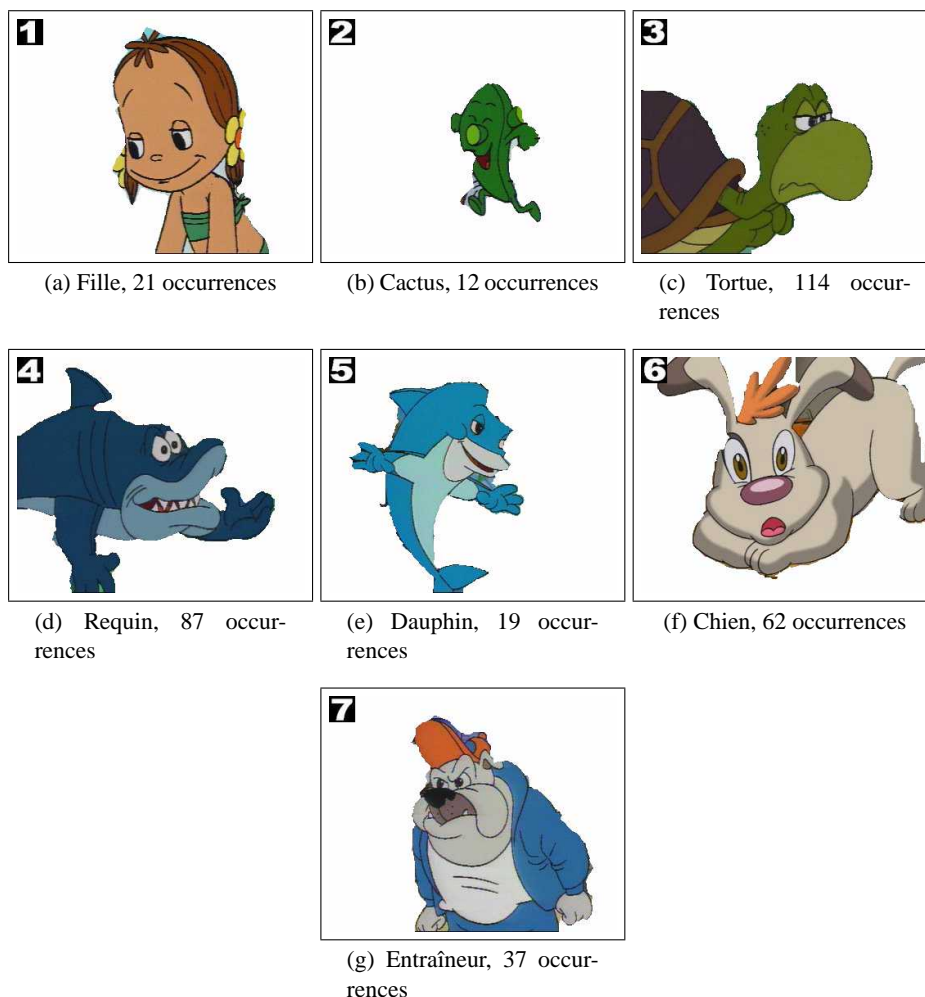 1
2
3
(a) Fille, 21 occurrences
(b) Cactus, 12 occurrences
(c) Tortue, 114 occur-
rences
4
5
6
(d) Requin, 87 occur-
rences
(e) Dauphin, 19 occur-
rences
(f) Chien, 62 occurrences
7
(g) Entraîneur, 37 occur-
rences